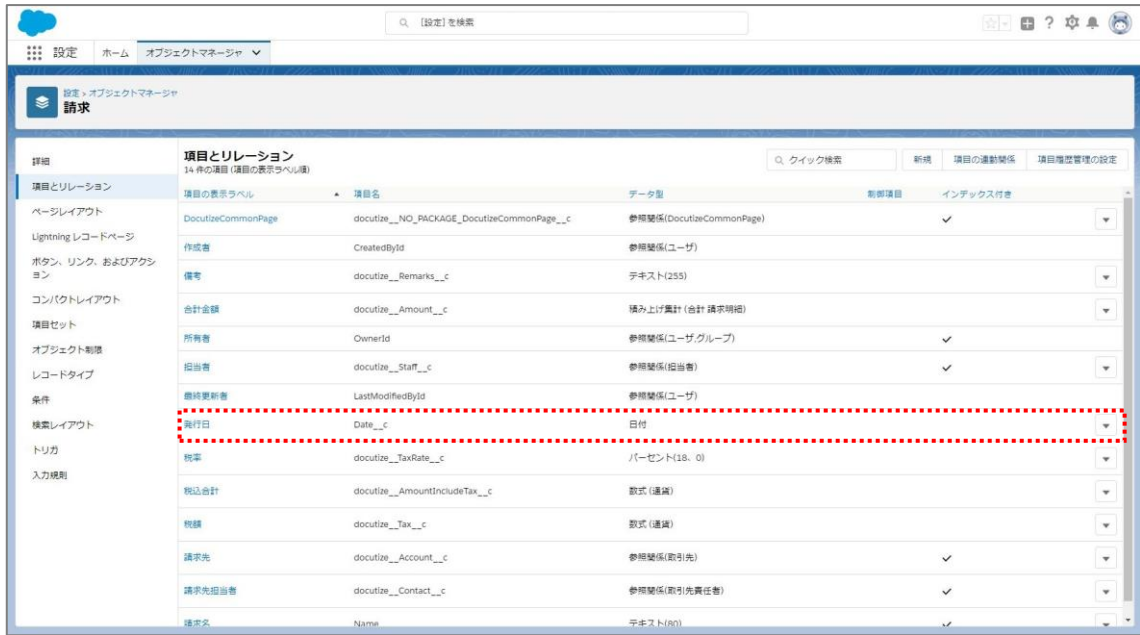 [設定] を検索
設定 ホーム オブジェクトマネージャ
設定 > オブジェクトマネージャ
請求
詳細
項目とリレーション
ページレイアウト
Lightning レコードページ
ボタン、リンク、およびアクシ
ョン
コンパクトレイアウト
項目セット
オブジェクト制限
レコードタイプ
条件
検索レイアウト
トリガ
入力規則
項目とリレーション
14 件の項目 (項目の表示ラベル順)
クイック検索 新規 項目の連動関係 項目履歴管理の設定
項目の表示ラベル 項目名 データ型 制御項目 インデックス付き
DocutizeCommonPage docutize__NO_PACKAGE_DocutizeCommonPage__c 参照関係(DocutizeCommonPage)
作成者 CreatedById 参照関係(ユーザ)
備考 docutize__Remarks__c テキスト(255)
合計金額 docutize__Amount__c 積み上げ集計 (合計 請求明細)
所有者 OwnerId 参照関係(ユーザ,グループ)
担当者 docutize__Staff__c 参照関係(担当者)
最終更新者 LastModifiedById 参照関係(ユーザ)
発行日 Date__c 日付
税率 docutize__TaxRate__c パーセント(18、0)
税込合計 docutize__AmountIncludeTax__c 数式 (通貨)
税額 docutize__Tax__c 数式 (通貨)
請求先 docutize__Account__c 参照関係(取引先)
請求先担当者 docutize__Contact__c 参照関係(取引先責任者)
請求名 Name テキスト(80)